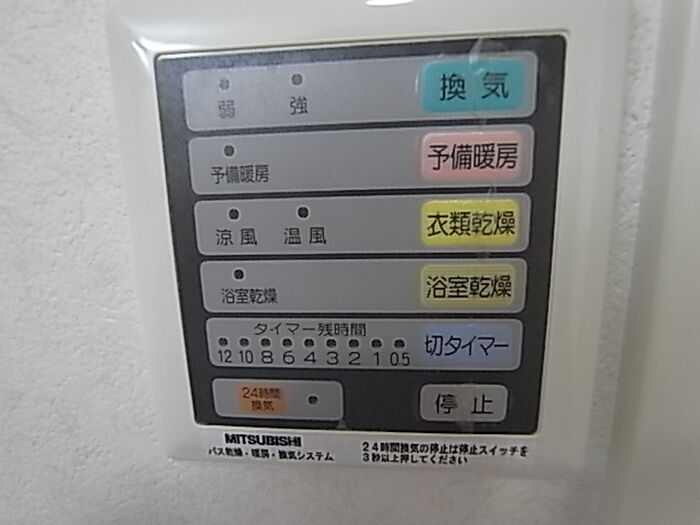 弱 強 換気
予備暖房 予備暖房
涼風 温風 衣類乾燥
浴室乾燥 浴室乾燥
タイマー残時間
12 10 8 6 4 3 2 1 0.5 切タイマー
24時間
換気
停止
MITSUBISHI
バス乾燥・暖房・換気システム
24時間換気の停止は停止スイッチを
3秒以上押してください